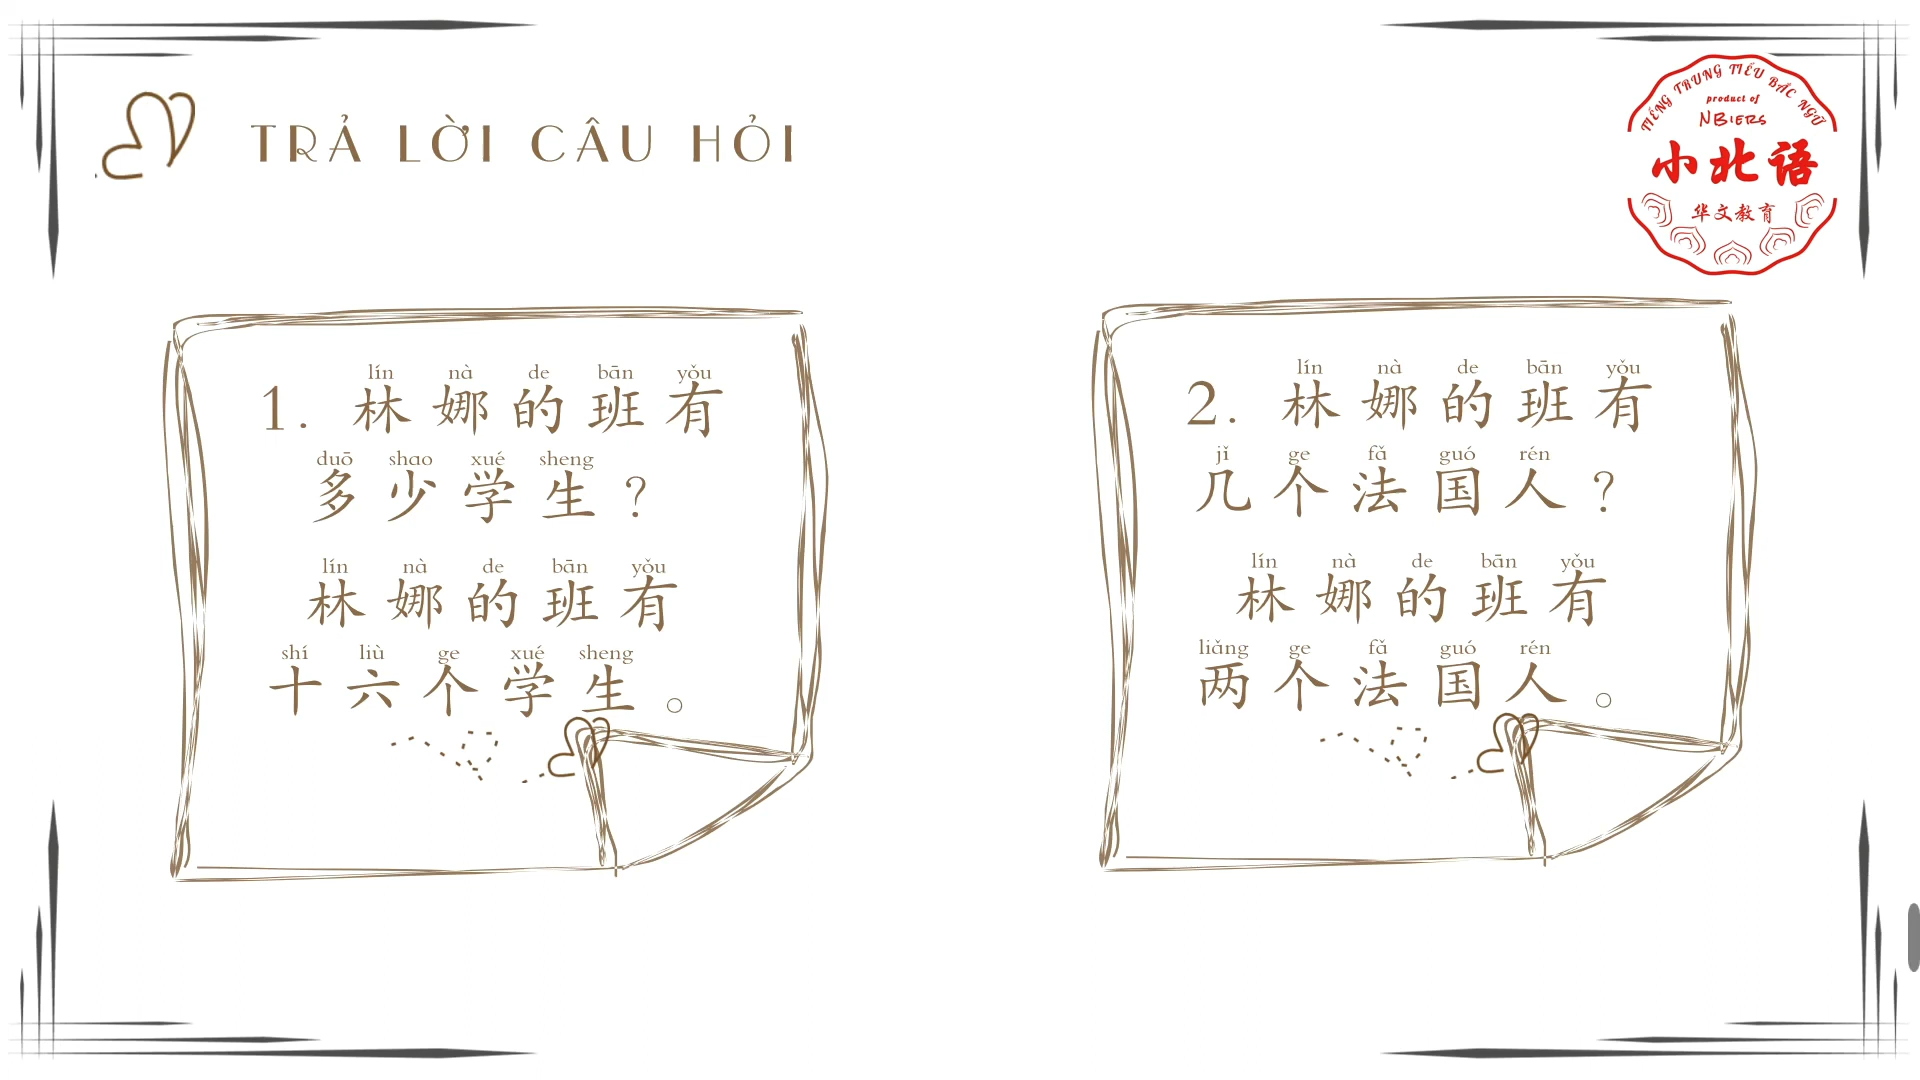 TRẢ LỜI CÂU HỎI
TIẾNG TRUNG TIỂU BẮC NGỮ
product of
NBIERS
小北语
华文教育
lín nà de bān yǒu
1. 林娜的班有
duō shao xué sheng
多少学生？
lín nà de bān yǒu
林娜的班有
shí liù ge xué sheng
十六个学生。
lín nà de bān yǒu
2. 林娜的班有
jǐ ge fǎ guó rén
几个法国人？
lín nà de bān yǒu
林娜的班有
liǎng ge fǎ guó rén
两个法国人。